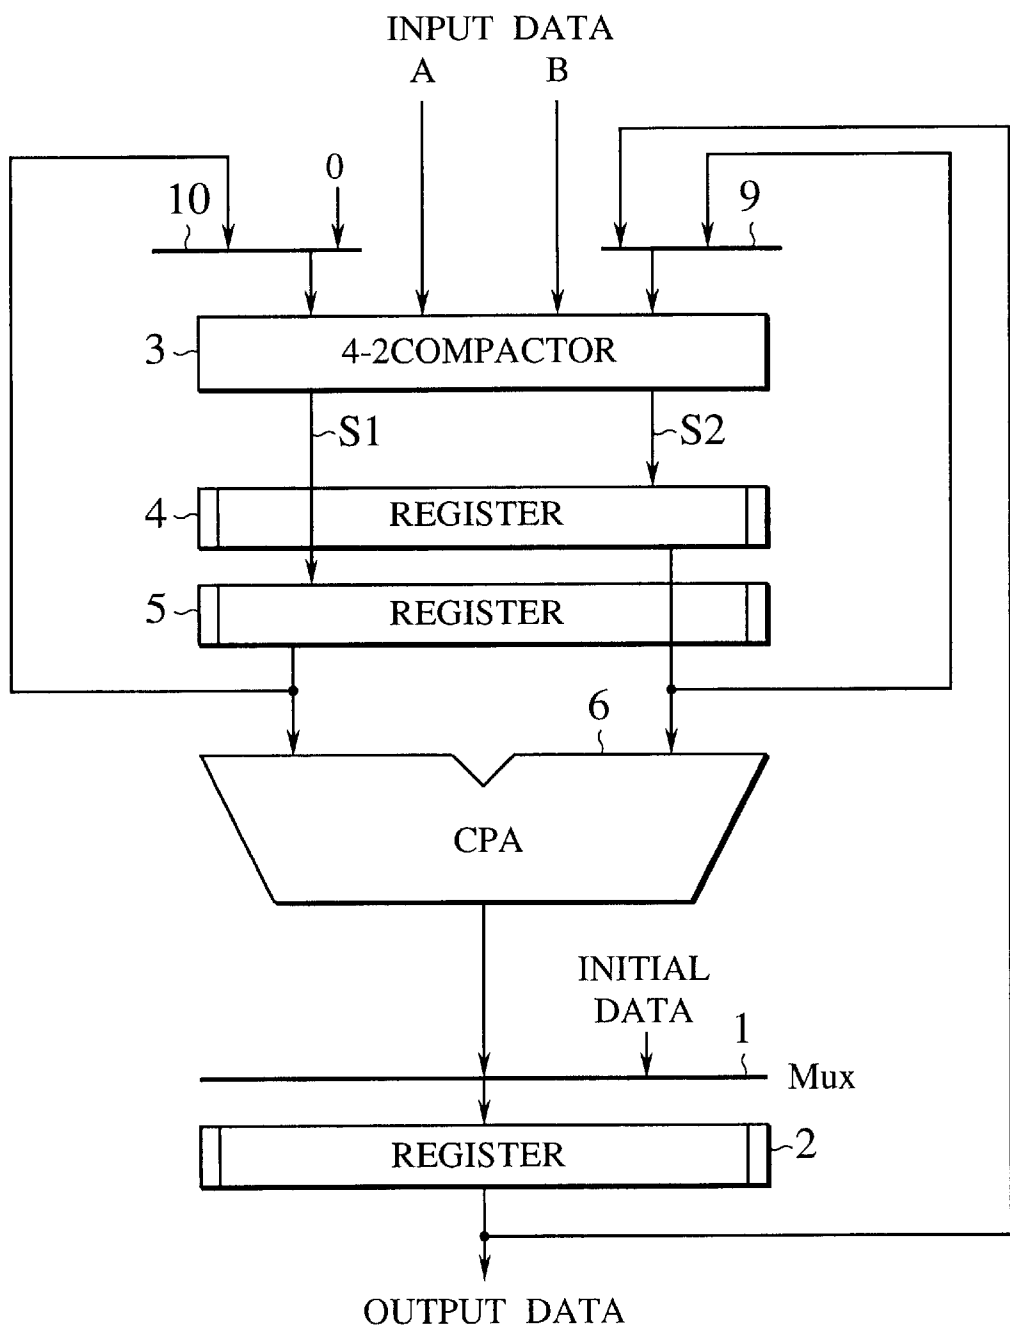 INPUT DATA
A B
0
10 9
3 4-2COMPACTOR
S1 S2
4 REGISTER
5 REGISTER
6
CPA
INITIAL
DATA
1
Mux
REGISTER 2
OUTPUT DATA